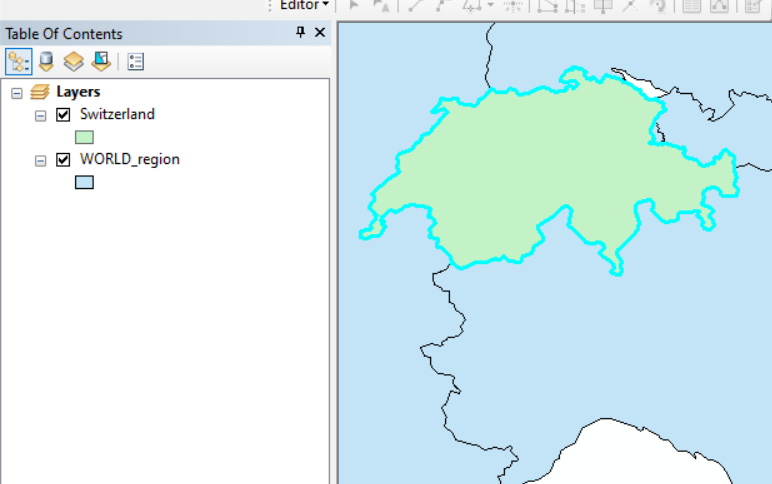 Editor
Table Of Contents
Layers
Switzerland
WORLD_region